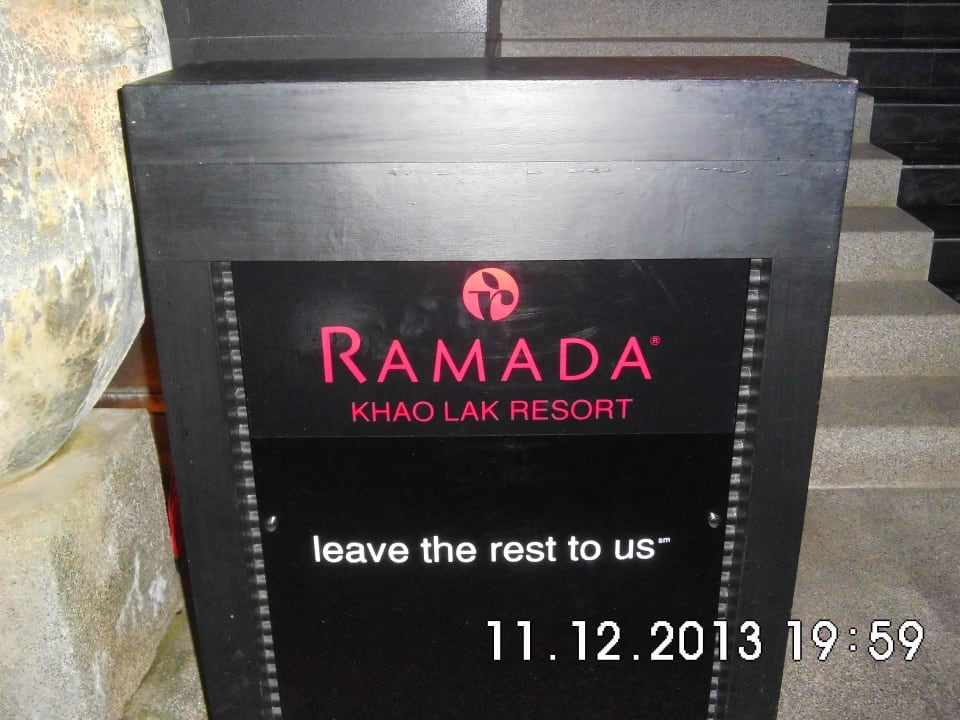 RAMADA®
KHAO LAK RESORT
leave the rest to us℠
11.12.2013 19:59